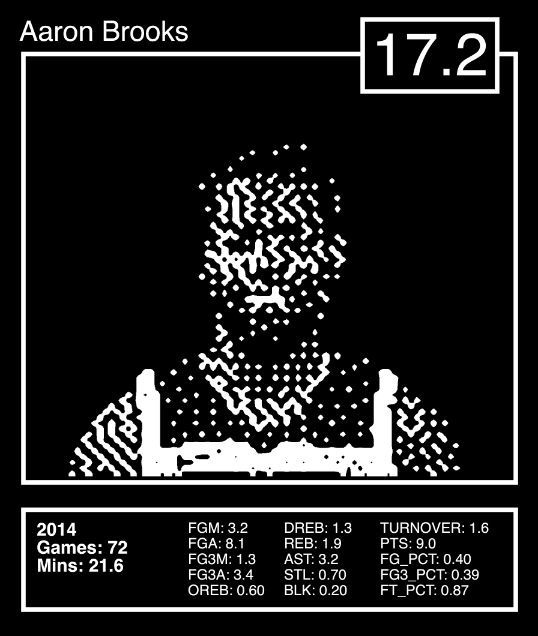 Aaron Brooks
17.2
2014
Games: 72
Mins: 21.6
FGM: 3.2
FGA: 8.1
FG3M: 1.3
FG3A: 3.4
OREB: 0.60
DREB: 1.3
REB: 1.9
AST: 3.2
STL: 0.70
BLK: 0.20
TURNOVER: 1.6
PTS: 9.0
FG_PCT: 0.40
FG3_PCT: 0.39
FT_PCT: 0.87